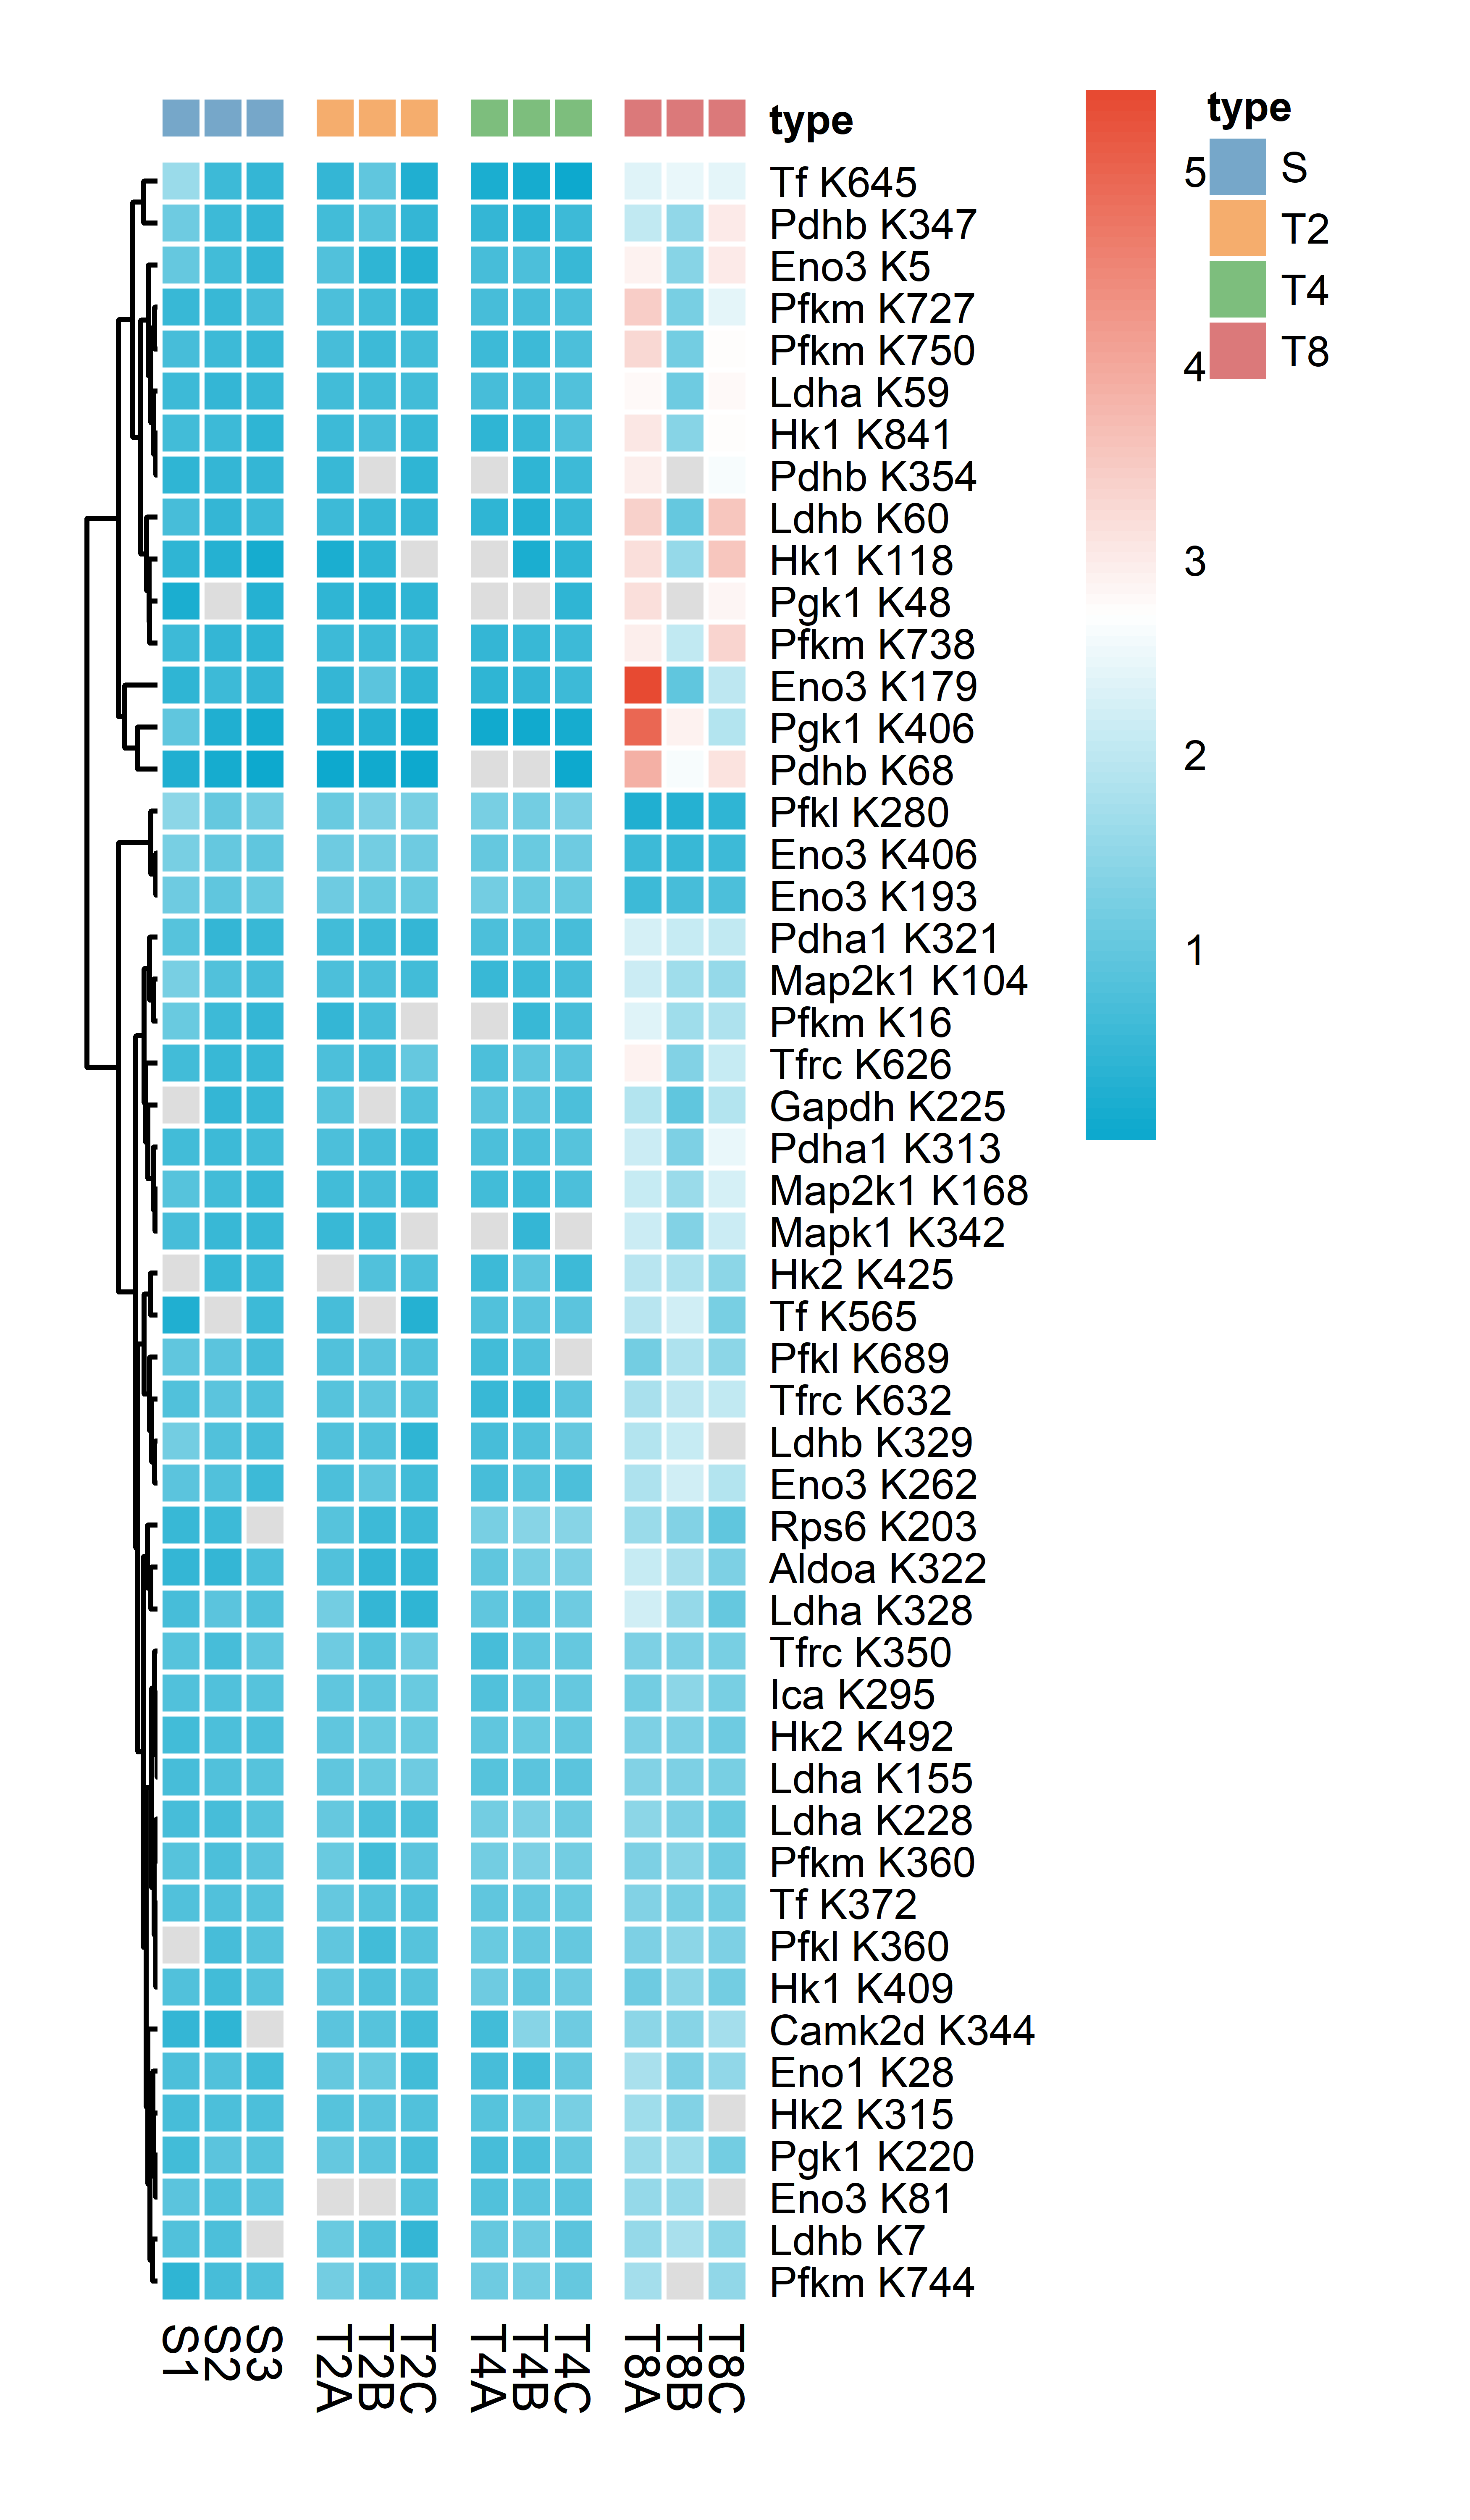 type
Tf K645
Pdhb K347
Eno3 K5
Pfkm K727
Pfkm K750
Ldha K59
Hk1 K841
Pdhb K354
Ldhb K60
Hk1 K118
Pgk1 K48
Pfkm K738
Eno3 K179
Pgk1 K406
Pdhb K68
Pfkl K280
Eno3 K406
Eno3 K193
Pdha1 K321
Map2k1 K104
Pfkm K16
Tfrc K626
Gapdh K225
Pdha1 K313
Map2k1 K168
Mapk1 K342
Hk2 K425
Tf K565
Pfkl K689
Tfrc K632
Ldhb K329
Eno3 K262
Rps6 K203
Aldoa K322
Ldha K328
Tfrc K350
Ica K295
Hk2 K492
Ldha K155
Ldha K228
Pfkm K360
Tf K372
Pfkl K360
Hk1 K409
Camk2d K344
Eno1 K28
Hk2 K315
Pgk1 K220
Eno3 K81
Ldhb K7
Pfkm K744
S1
S2
S3
T2A
T2B
T2C
T4A
T4B
T4C
T8A
T8B
T8C
5
4
3
2
1
type
S
T2
T4
T8